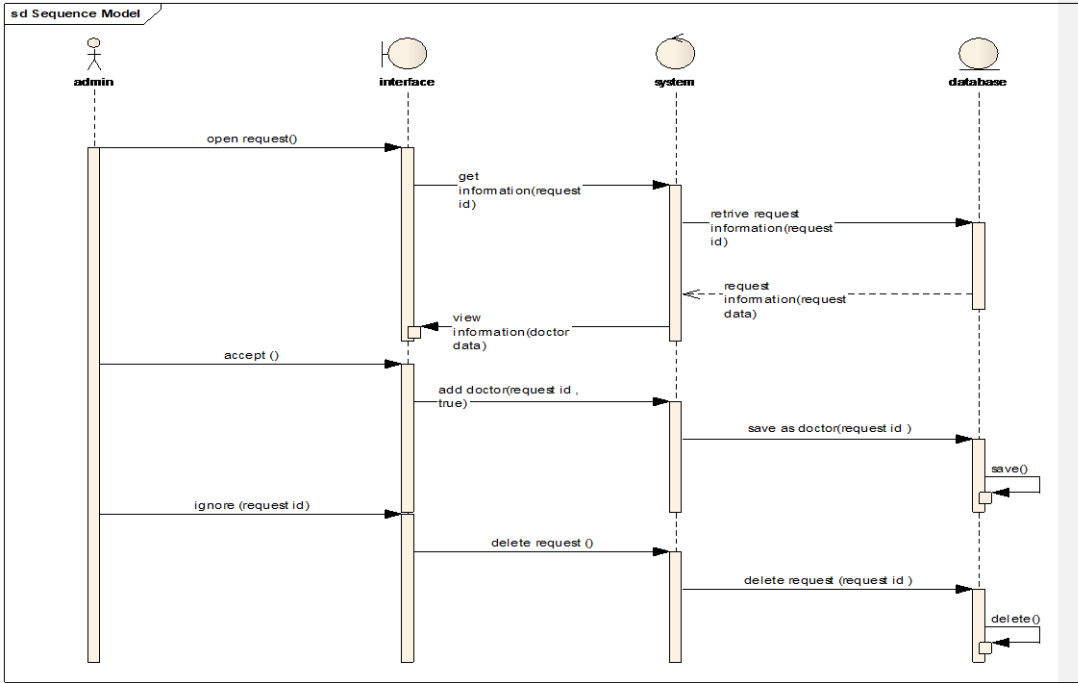 sd Sequence Model
admin
interface
system
database
open request()
get
information(request
id)
retrive request
information(request
id)
request
information(request
data)
view
information(doctor
data)
accept ()
add doctor(request id ,
true)
save as doctor(request id )
save()
ignore (request id)
delete request ()
delete request (request id )
delete()